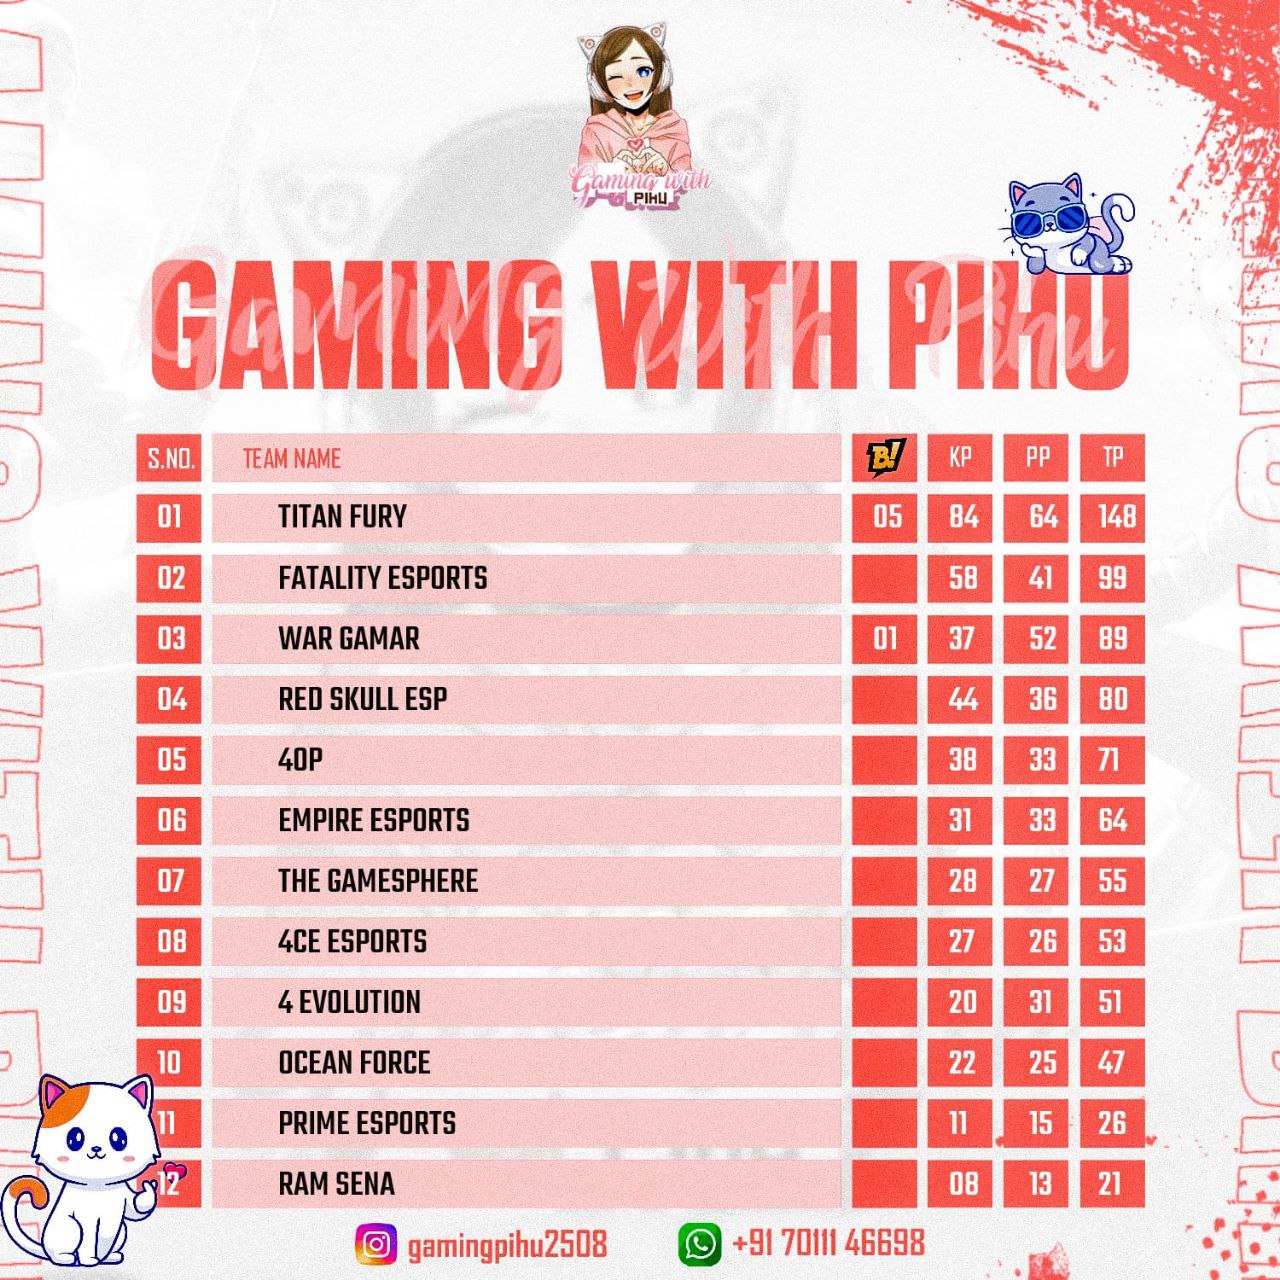 Gaming with
PIHU
GAMING WITH PIHU
Gaming with Pihu
S.NO. TEAM NAME B! KP PP TP
01 TITAN FURY 05 84 64 148
02 FATALITY ESPORTS 58 41 99
03 WAR GAMAR 01 37 52 89
04 RED SKULL ESP 44 36 80
05 4OP 38 33 71
06 EMPIRE ESPORTS 31 33 64
07 THE GAMESPHERE 28 27 55
08 4CE ESPORTS 27 26 53
09 4 EVOLUTION 20 31 51
10 OCEAN FORCE 22 25 47
11 PRIME ESPORTS 11 15 26
12 RAM SENA 08 13 21
gamingpihu2508 +91 70111 46698